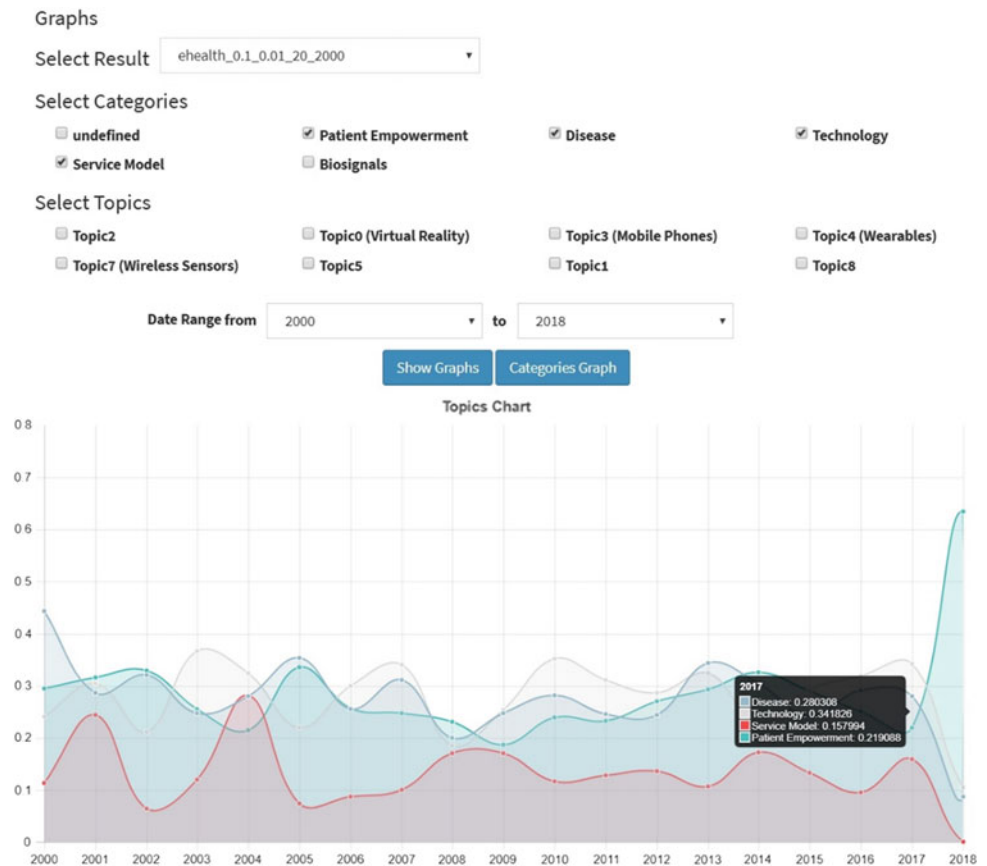 Graphs
Select Result ehealth_0.1_0.01_20_2000
Select Categories
undefined Patient Empowerment Disease Technology
Service Model Biosignals
Select Topics
Topic2 Topic0 (Virtual Reality) Topic3 (Mobile Phones) Topic4 (Wearables)
Topic7 (Wireless Sensors) Topic5 Topic1 Topic8
Date Range from 2000 to 2018
Show Graphs Categories Graph
Topics Chart
0.8
0.7
0.6
0.5
0.4
0.3
0.2
0.1
0
2017
Disease: 0.280308
Technology: 0.341826
Service Model: 0.157994
Patient Empowerment: 0.219088
2000 2001 2002 2003 2004 2005 2006 2007 2008 2009 2010 2011 2012 2013 2014 2015 2016 2017 2018